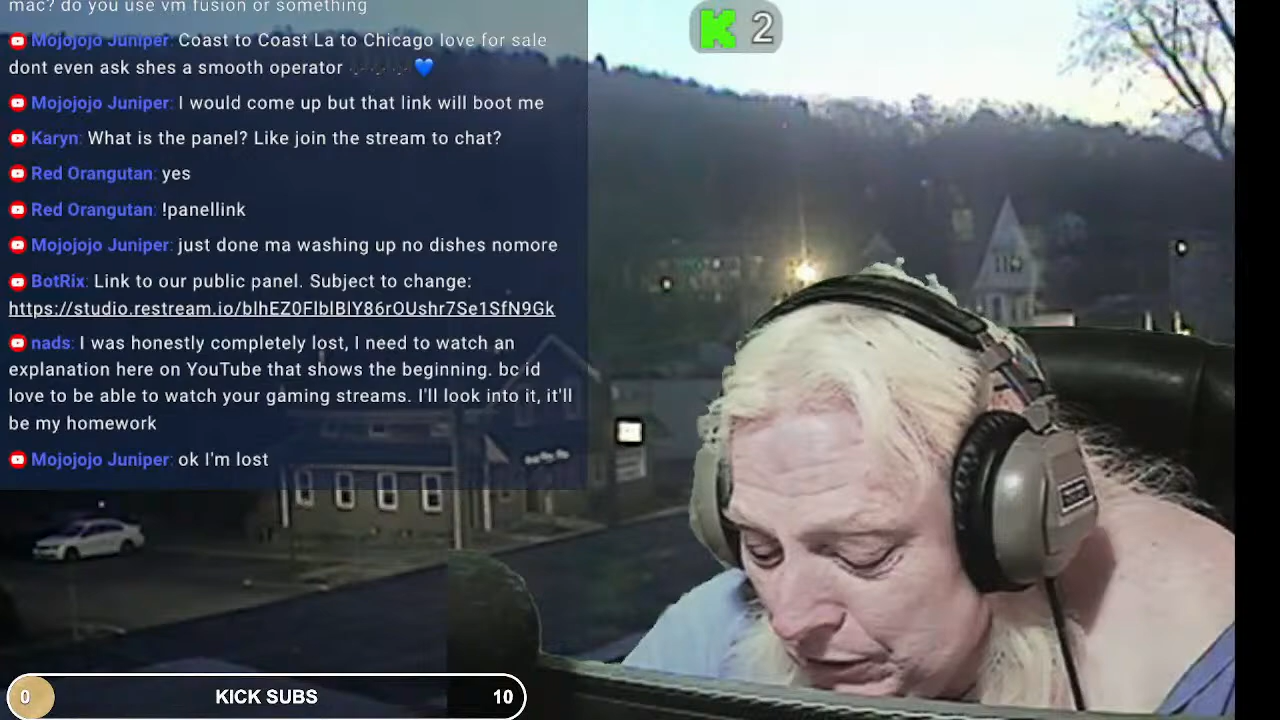 mac? do you use vm fusion or something
Mojojojo Juniper: Coast to Coast La to Chicago love for sale
dont even ask shes a smooth operator
Mojojojo Juniper: I would come up but that link will boot me
Karyn: What is the panel? Like join the stream to chat?
Red Orangutan: yes
Red Orangutan: !panellink
Mojojojo Juniper: just done ma washing up no dishes nomore
BotRix: Link to our public panel. Subject to change:
https://studio.restream.io/blhEZ0FlblBlY86rOUshr7Se1SfN9Gk
nads: I was honestly completely lost, I need to watch an
explanation here on YouTube that shows the beginning. bc id
love to be able to watch your gaming streams. I'll look into it, it'll
be my homework
Mojojojo Juniper: ok I'm lost
K 2
0 KICK SUBS 10